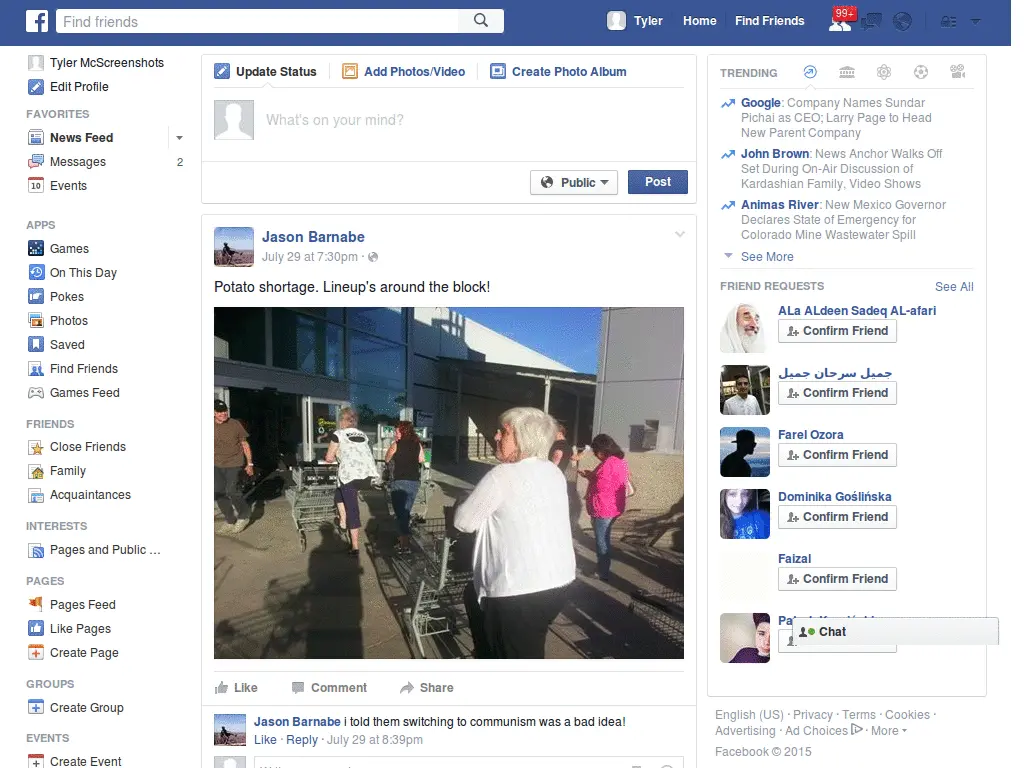 f
Find friends
Tyler
Home
Find Friends
99+
Tyler McScreenshots
Edit Profile
FAVORITES
News Feed
Messages
2
10
Events
APPS
Games
On This Day
Pokes
Photos
Saved
Find Friends
Games Feed
FRIENDS
Close Friends
Family
Acquaintances
INTERESTS
Pages and Public ...
PAGES
Pages Feed
Like Pages
Create Page
GROUPS
Create Group
EVENTS
Create Event
Update Status
Add Photos/Video
Create Photo Album
What's on your mind?
Public
Post
Jason Barnabe
July 29 at 7:30pm ·
Potato shortage. Lineup's around the block!
Like
Comment
Share
Jason Barnabe i told them switching to communism was a bad idea!
Like · Reply · July 29 at 8:39pm
TRENDING
Google: Company Names Sundar
Pichai as CEO; Larry Page to Head
New Parent Company
John Brown: News Anchor Walks Off
Set During On-Air Discussion of
Kardashian Family, Video Shows
Animas River: New Mexico Governor
Declares State of Emergency for
Colorado Mine Wastewater Spill
See More
FRIEND REQUESTS
See All
ALa ALdeen Sadeq AL-afari
Confirm Friend
جميل سرحان جميل
Confirm Friend
Farel Ozora
Confirm Friend
Dominika Goślińska
Confirm Friend
Faizal
Confirm Friend
Chat
English (US) · Privacy · Terms · Cookies ·
Advertising · Ad Choices · More
Facebook © 2015